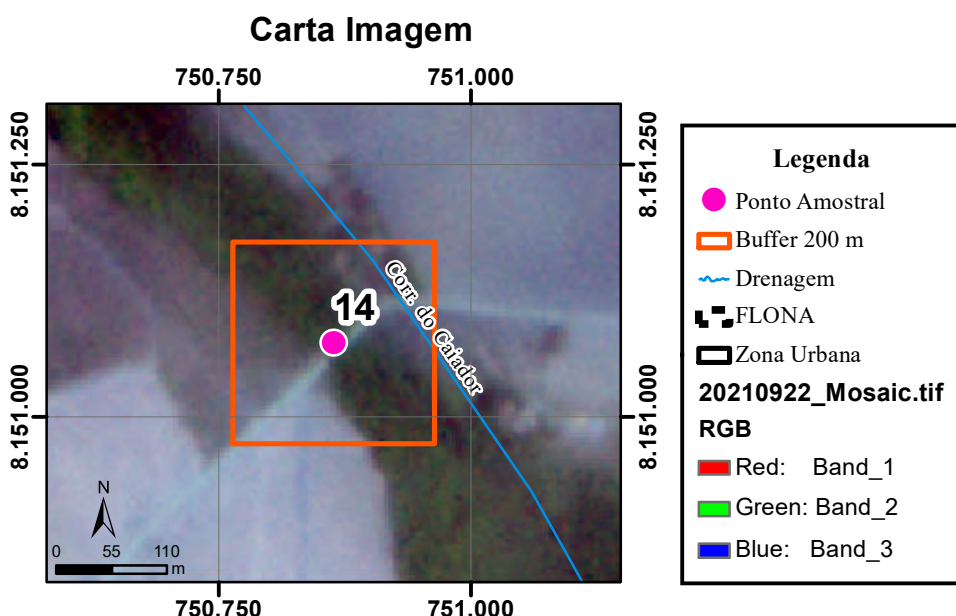 Carta Imagem
750.750 751.000
8.151.250 8.151.250
14
Corr. do Caiador
8.151.000 8.151.000
N
0 55 110
m
750.750 751.000
Legenda
Ponto Amostral
Buffer 200 m
Drenagem
FLONA
Zona Urbana
20210922_Mosaic.tif
RGB
Red: Band_1
Green: Band_2
Blue: Band_3